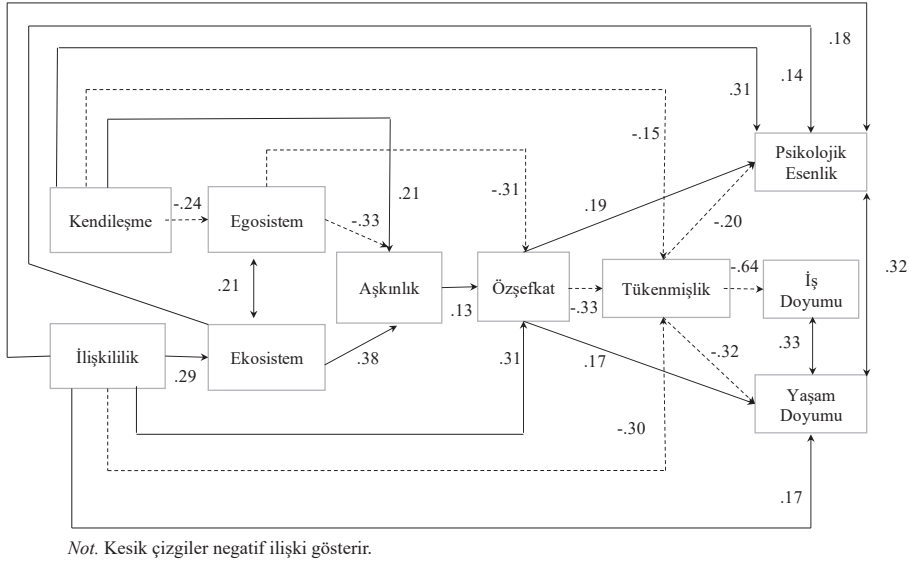 .18
.14
.31
-.15
Psikolojik
Esenlik
.21
-.31
.19
-.24
-.33
-.20
Kendileşme
Egosistem
Aşkınlık
Özşefkat
Tükenmişlik
-.64
İş
Doyumu
.32
.21
.13
-.33
İlişkililik
Ekosistem
.29
.38
.31
.17
-.32
.33
Yaşam
Doyumu
-.30
.17
Not. Kesik çizgiler negatif ilişki gösterir.